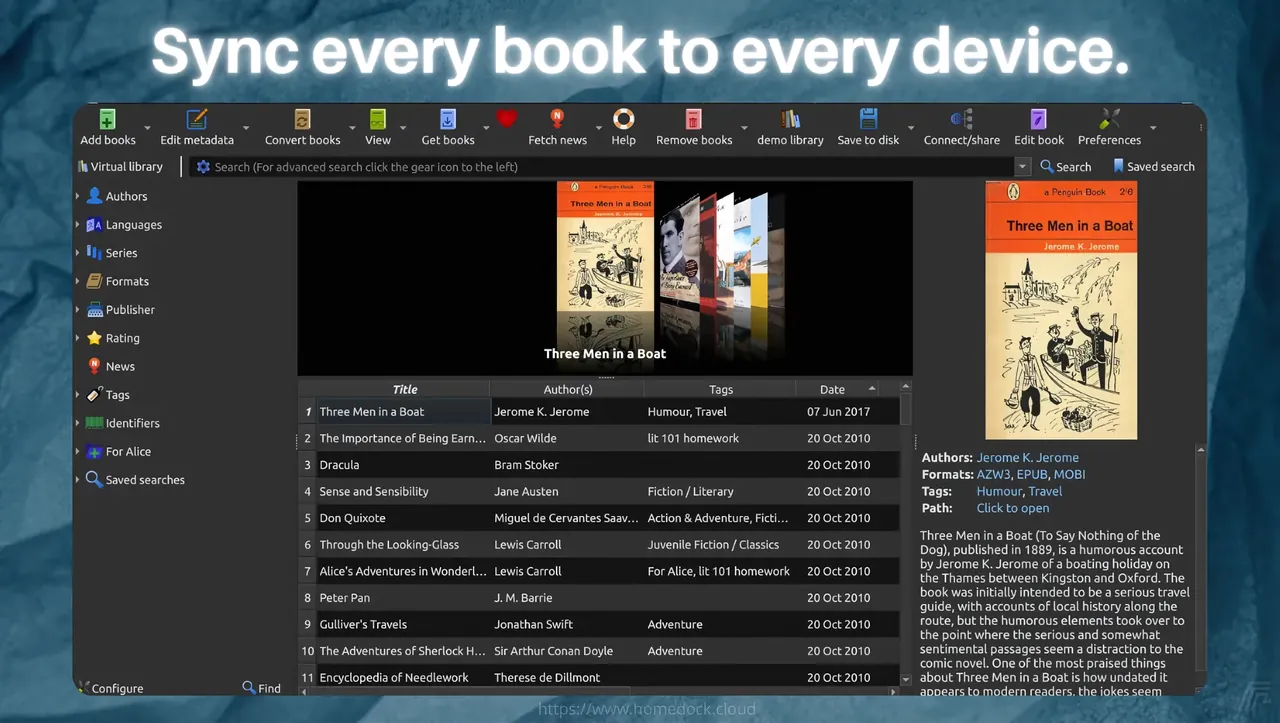 Sync every book to every device.
Add books Edit metadata Convert books View Get books Fetch news Help Remove books demo library Save to disk Connect/share Edit book Preferences
Virtual library Search (For advanced search click the gear icon to the left) Search Saved search
Authors
Languages
Series
Formats
Publisher
Rating
News
Tags
Identifiers
For Alice
Saved searches
Configure
Find
a Penguin Book
Three Men in a Boat
Jerome K. Jerome
Three Men in a Boat
Title Author(s) Tags Date
1 Three Men in a Boat Jerome K. Jerome Humour, Travel 07 Jun 2017
2 The Importance of Being Earn... Oscar Wilde lit 101 homework 20 Oct 2010
3 Dracula Bram Stoker 20 Oct 2010
4 Sense and Sensibility Jane Austen Fiction / Literary 20 Oct 2010
5 Don Quixote Miguel de Cervantes Saav... Action & Adventure, Ficti... 20 Oct 2010
6 Through the Looking-Glass Lewis Carroll Juvenile Fiction / Classics 20 Oct 2010
7 Alice's Adventures in Wonderl... Lewis Carroll For Alice, lit 101 homework 20 Oct 2010
8 Peter Pan J. M. Barrie 20 Oct 2010
9 Gulliver's Travels Jonathan Swift Adventure 20 Oct 2010
10 The Adventures of Sherlock H... Sir Arthur Conan Doyle Adventure 20 Oct 2010
11 Encyclopedia of Needlework Therese de Dillmont 20 Oct 2010
a Penguin Book 2'6
Three Men in a Boat
Jerome K. Jerome
Authors: Jerome K. Jerome
Formats: AZW3, EPUB, MOBI
Tags: Humour, Travel
Path: Click to open
Three Men in a Boat (To Say Nothing of the
Dog), published in 1889, is a humorous account
by Jerome K. Jerome of a boating holiday on
the Thames between Kingston and Oxford. The
book was initially intended to be a serious travel
guide, with accounts of local history along the
route, but the humorous elements took over to
the point where the serious and somewhat
sentimental passages seem a distraction to the
comic novel. One of the most praised things
about Three Men in a Boat is how undated it
appears to modern readers, the jokes seem
https://www.homedock.cloud